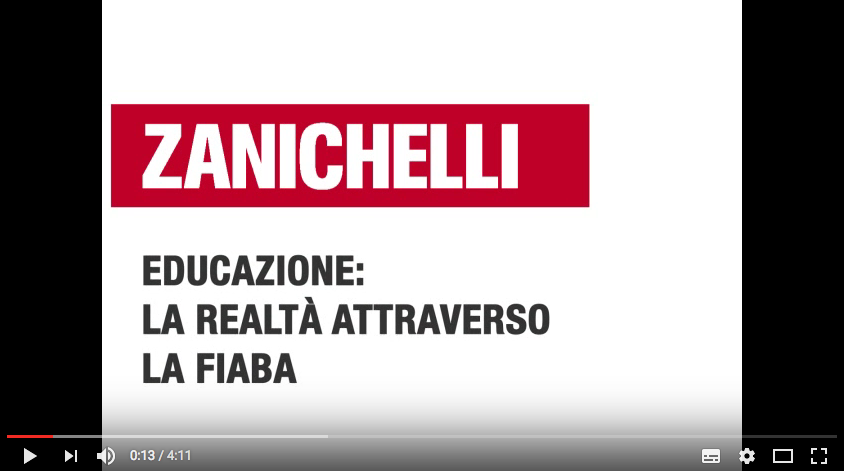 ZANICHELLI
EDUCAZIONE:
LA REALTÀ ATTRAVERSO
LA FIABA
0:13 / 4:11